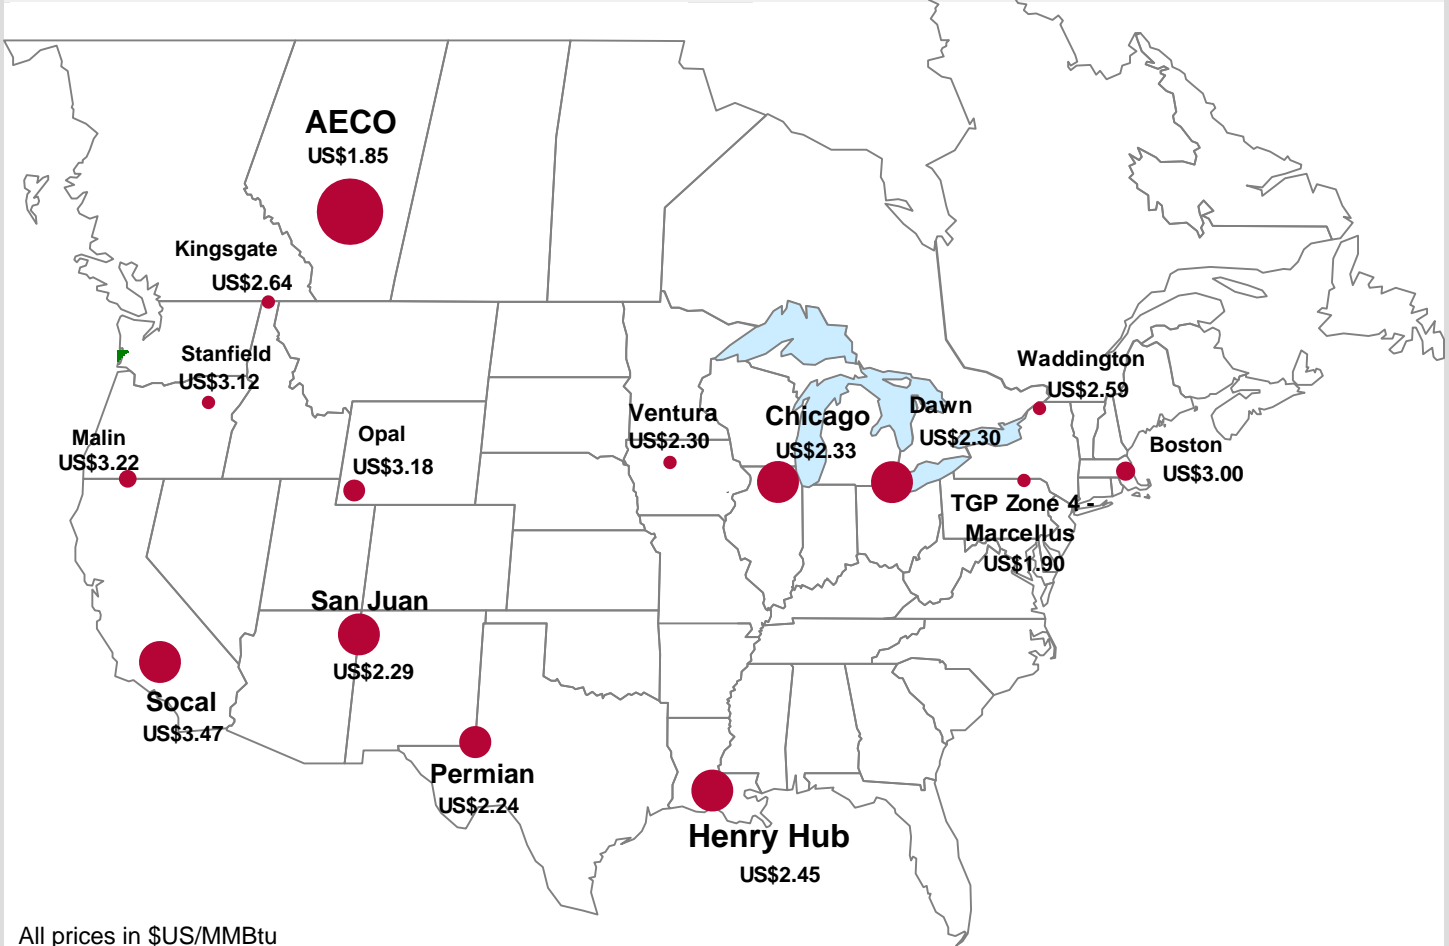 AECO
US$1.85
Kingsgate
US$2.64
Stanfield
US$3.12
Malin
US$3.22
Opal
US$3.18
Ventura
US$2.30
Chicago
US$2.33
Dawn
US$2.30
Waddington
US$2.59
Boston
US$3.00
TGP Zone 4 -
Marcellus
US$1.90
San Juan
US$2.29
Socal
US$3.47
Permian
US$2.24
Henry Hub
US$2.45
All prices in $US/MMBtu